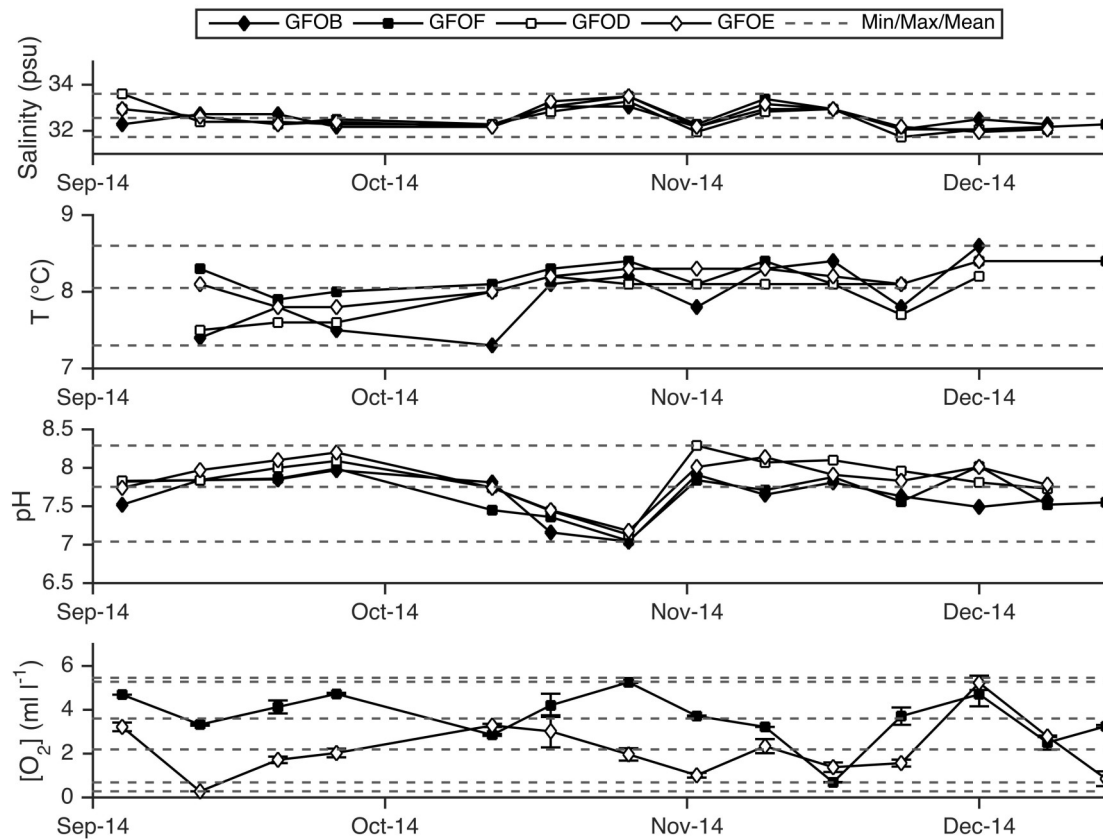 GFOB GFOF GFOD GFOE Min/Max/Mean
Salinity (psu)
34
32
Sep-14 Oct-14 Nov-14 Dec-14
T (°C)
9
8
7
Sep-14 Oct-14 Nov-14 Dec-14
pH
8.5
8
7.5
7
6.5
Sep-14 Oct-14 Nov-14 Dec-14
[O₂] (ml l⁻¹)
6
4
2
0
Sep-14 Oct-14 Nov-14 Dec-14